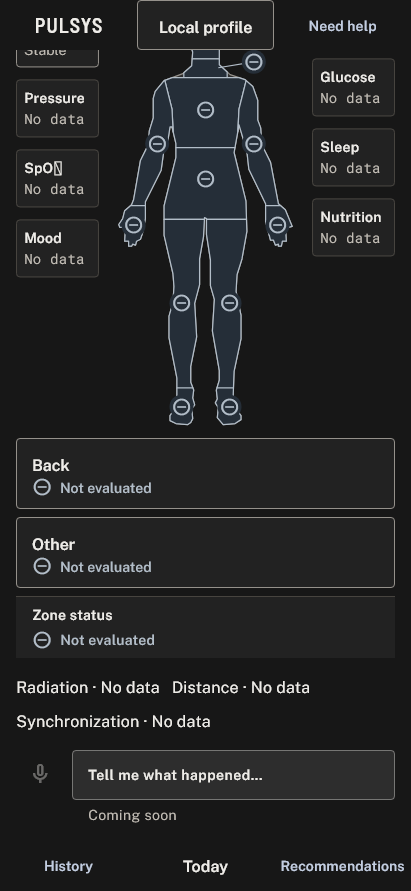 PULSYS
Local profile
Need help
Stable
Pressure
No data
SpO▯
No data
Mood
No data
Glucose
No data
Sleep
No data
Nutrition
No data
Back
Not evaluated
Other
Not evaluated
Zone status
Not evaluated
Radiation · No data Distance · No data
Synchronization · No data
Tell me what happened...
Coming soon
History
Today
Recommendations